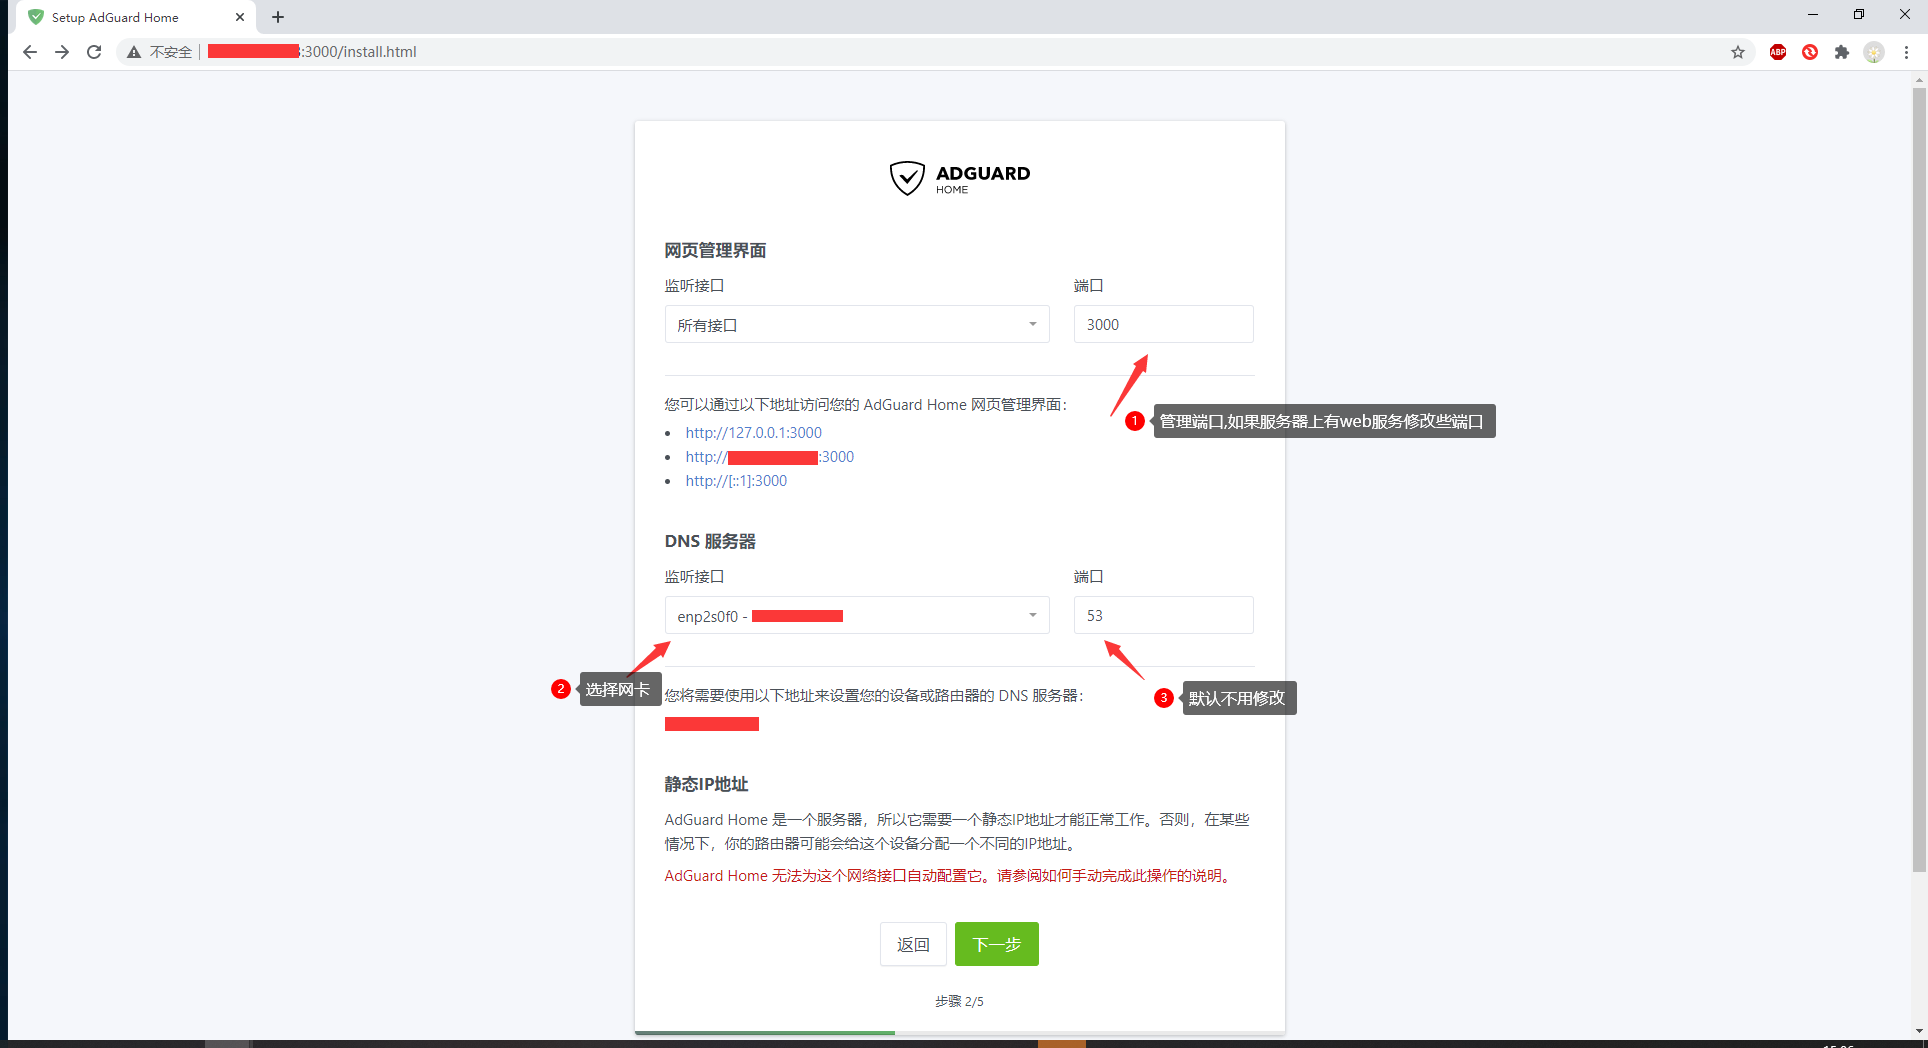 Setup AdGuard Home
不安全
:3000/install.html
ABP
ADGUARD
HOME
网页管理界面
监听接口
端口
所有接口
3000
您可以通过以下地址访问您的 AdGuard Home 网页管理界面：
1
管理端口,如果服务器上有web服务修改些端口
http://127.0.0.1:3000
http:// :3000
http://[::1]:3000
DNS 服务器
监听接口
端口
enp2s0f0 -
53
2
选择网卡
您将需要使用以下地址来设置您的设备或路由器的 DNS 服务器：
3
默认不用修改
静态IP地址
AdGuard Home 是一个服务器，所以它需要一个静态IP地址才能正常工作。否则，在某些
情况下，你的路由器可能会给这个设备分配一个不同的IP地址。
AdGuard Home 无法为这个网络接口自动配置它。请参阅如何手动完成此操作的说明。
返回
下一步
步骤 2/5